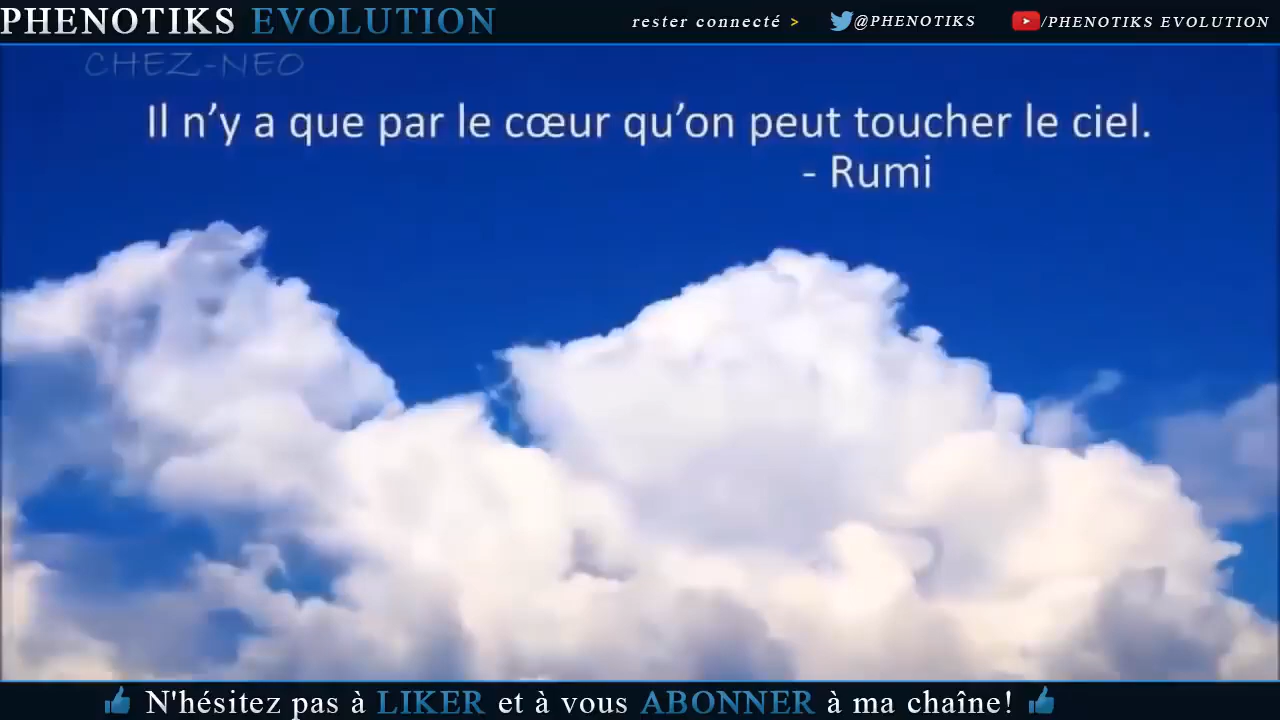 PHENOTIKS EVOLUTION rester connecté > @PHENOTIKS /PHENOTIKS EVOLUTION
CHEZ-NEO
Il n’y a que par le cœur qu’on peut toucher le ciel.
- Rumi
N'hésitez pas à LIKER et à vous ABONNER à ma chaîne!